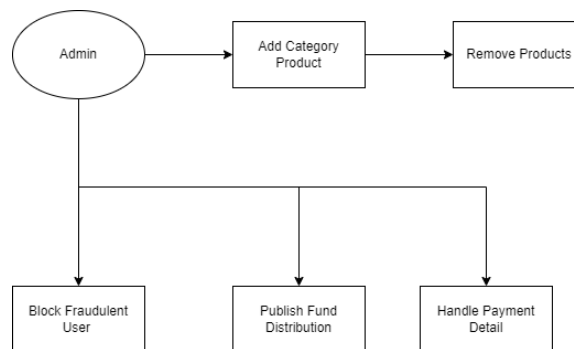 Admin
Add Category
Product
Remove Products
Block Fraudulent
User
Publish Fund
Distribution
Handle Payment
Detail